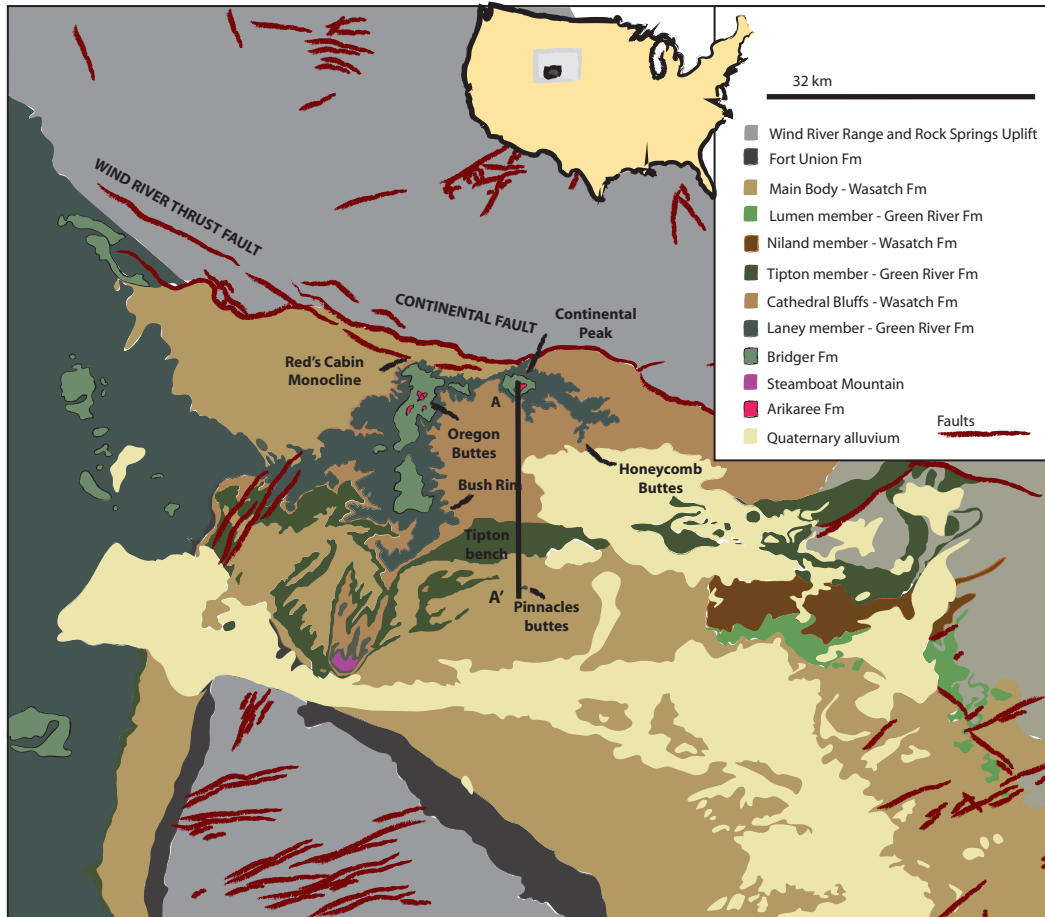 32 km
Wind River Range and Rock Springs Uplift
Fort Union Fm
Main Body - Wasatch Fm
Lumen member - Green River Fm
Niland member - Wasatch Fm
Tipton member - Green River Fm
Cathedral Bluffs - Wasatch Fm
Laney member - Green River Fm
Bridger Fm
Steamboat Mountain
Arikaree Fm
Faults
Quaternary alluvium
WIND RIVER THRUST FAULT
CONTINENTAL FAULT
Continental
Peak
Red's Cabin
Monocline
A
Oregon
Buttes
Honeycomb
Buttes
Bush Rim
Tipton
bench
A'
Pinnacles
buttes